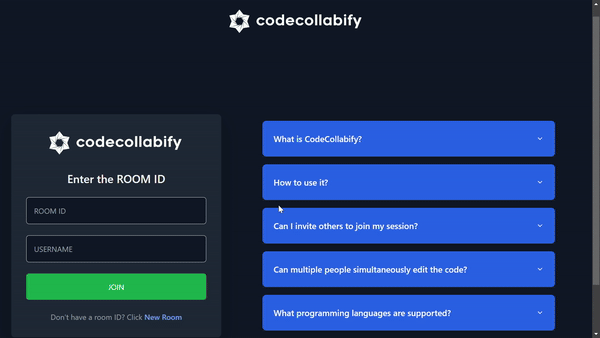 codecollabify
codecollabify
Enter the ROOM ID
ROOM ID
USERNAME
JOIN
Don't have a room ID? Click New Room
What is CodeCollabify?
How to use it?
Can I invite others to join my session?
Can multiple people simultaneously edit the code?
What programming languages are supported?